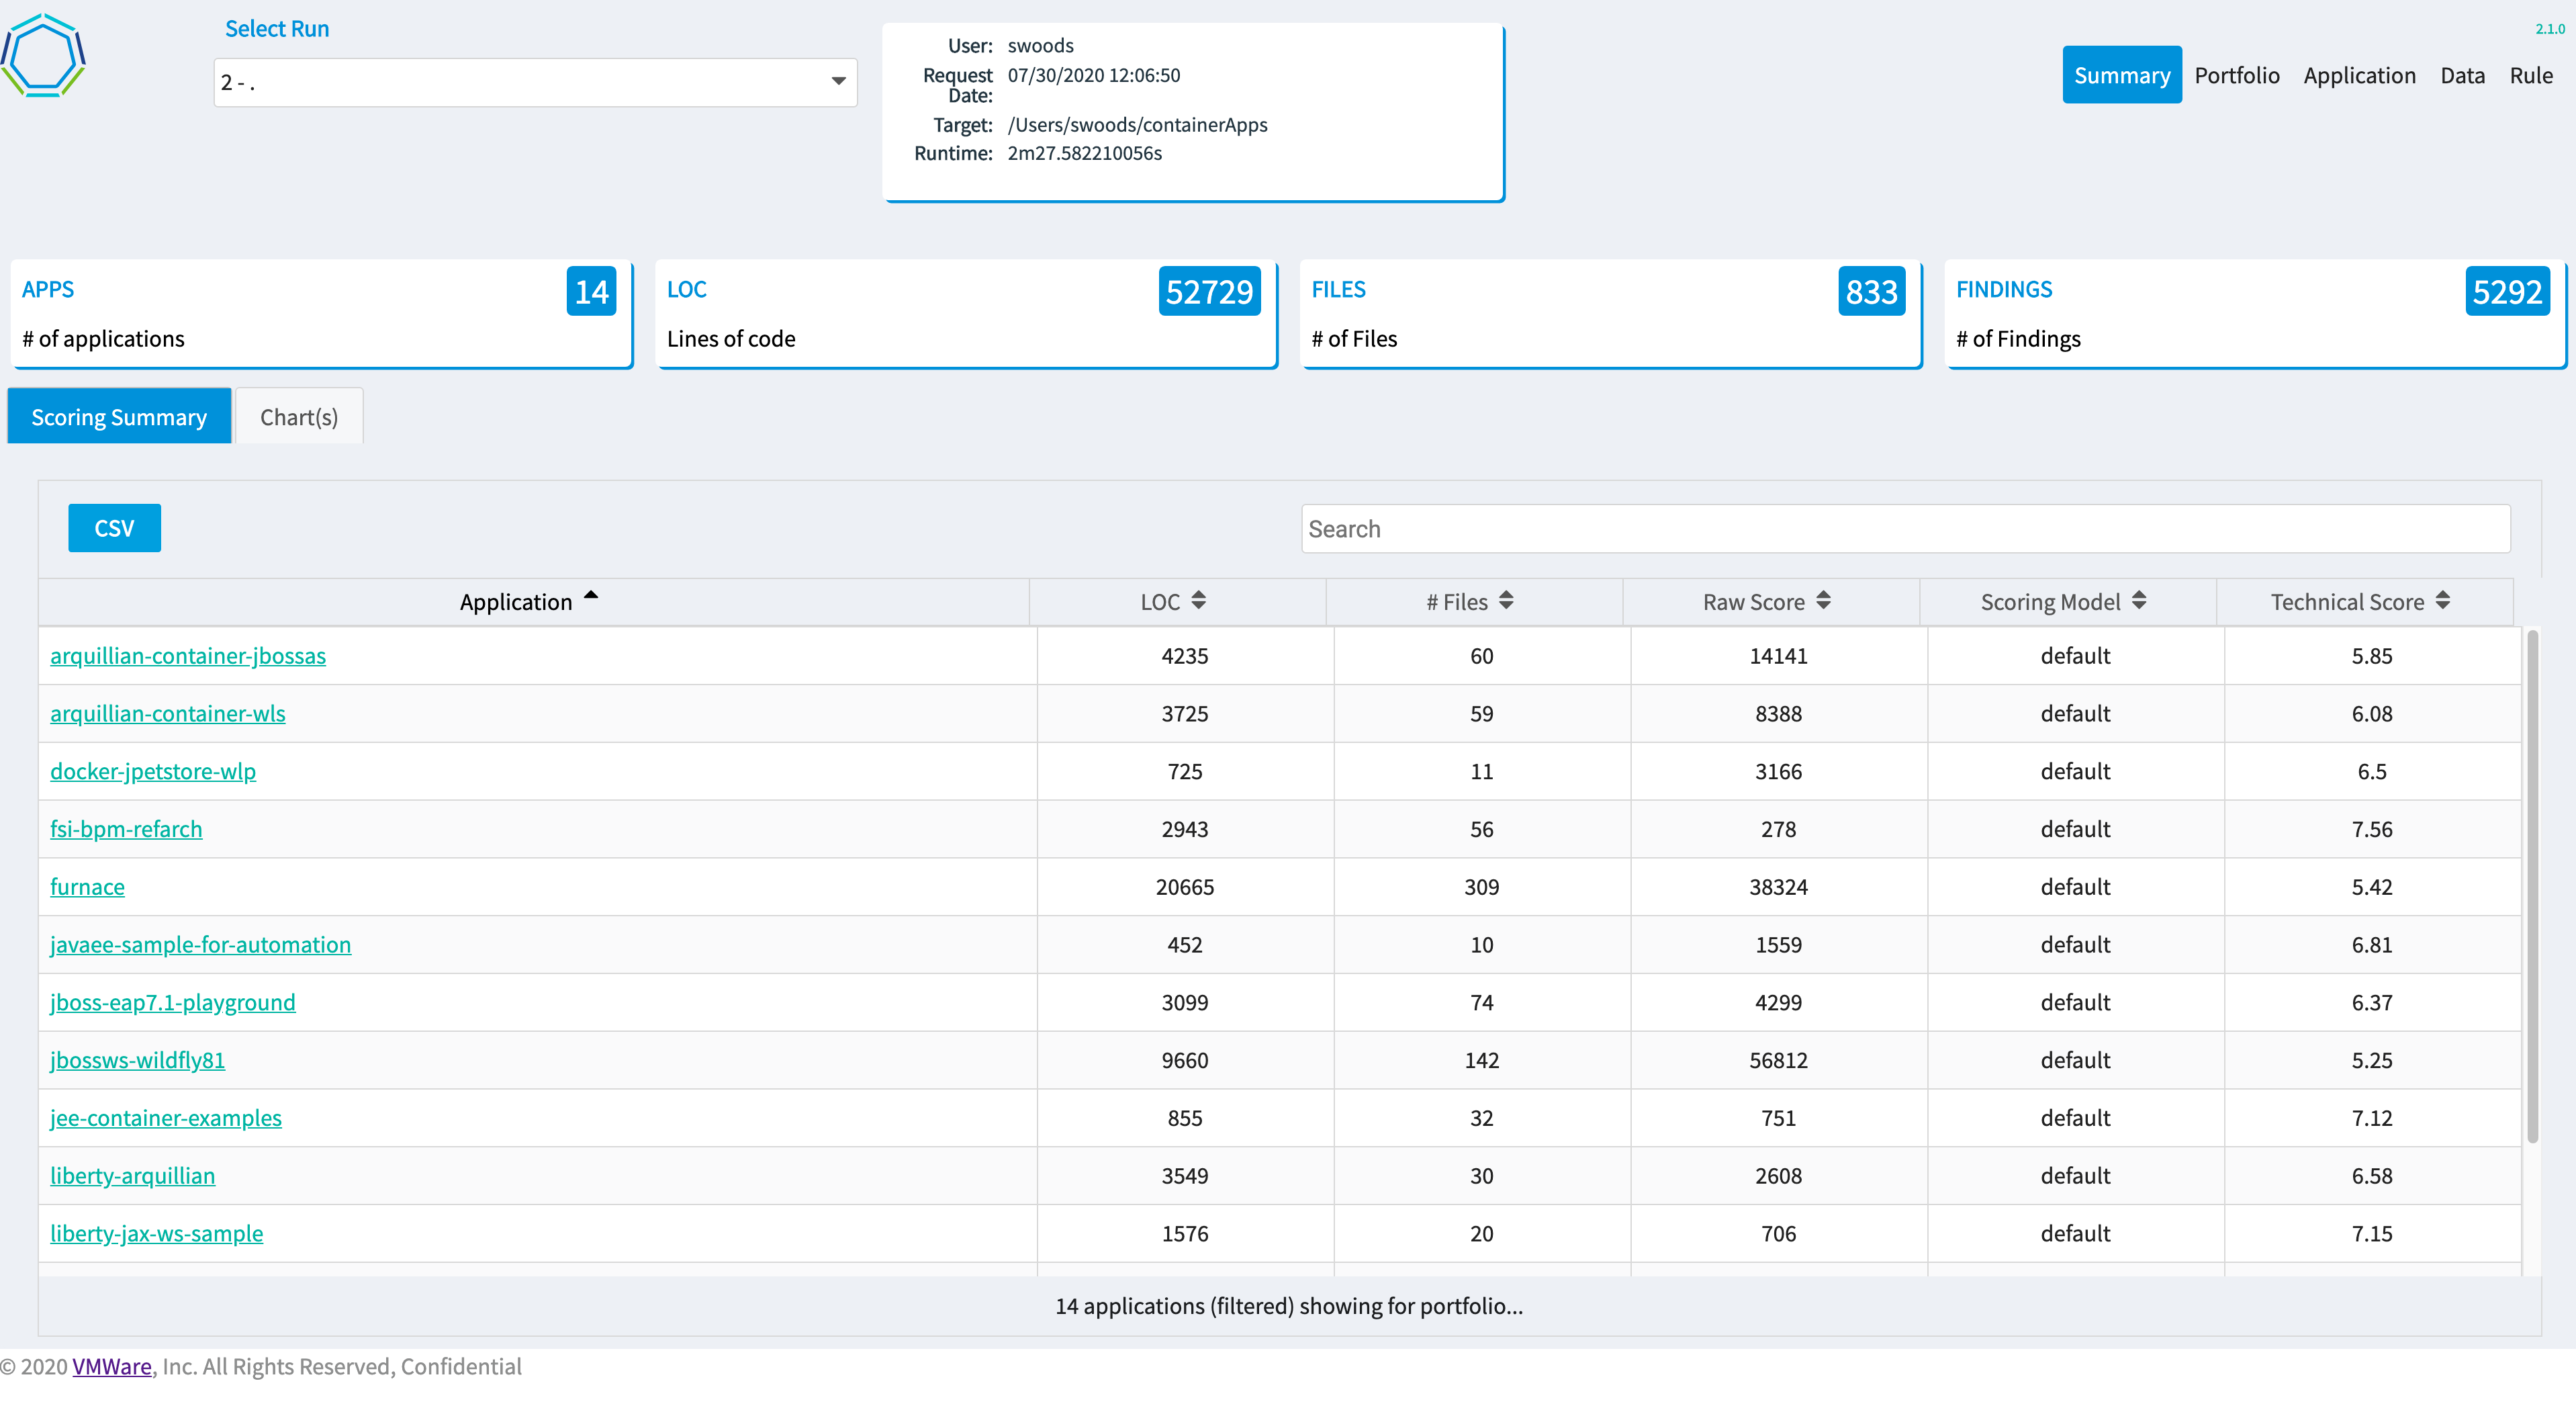 Select Run
2 - .
User: swoods
Request Date: 07/30/2020 12:06:50
Target: /Users/swoods/containerApps
Runtime: 2m27.582210056s
2.1.0
Summary Portfolio Application Data Rule
APPS 14
# of applications
LOC 52729
Lines of code
FILES 833
# of Files
FINDINGS 5292
# of Findings
Scoring Summary Chart(s)
CSV Search
Application LOC # Files Raw Score Scoring Model Technical Score
arquillian-container-jbossas 4235 60 14141 default 5.85
arquillian-container-wls 3725 59 8388 default 6.08
docker-jpetstore-wlp 725 11 3166 default 6.5
fsi-bpm-refarch 2943 56 278 default 7.56
furnace 20665 309 38324 default 5.42
javaee-sample-for-automation 452 10 1559 default 6.81
jboss-eap7.1-playground 3099 74 4299 default 6.37
jbossws-wildfly81 9660 142 56812 default 5.25
jee-container-examples 855 32 751 default 7.12
liberty-arquillian 3549 30 2608 default 6.58
liberty-jax-ws-sample 1576 20 706 default 7.15
14 applications (filtered) showing for portfolio...
© 2020 VMWare, Inc. All Rights Reserved, Confidential